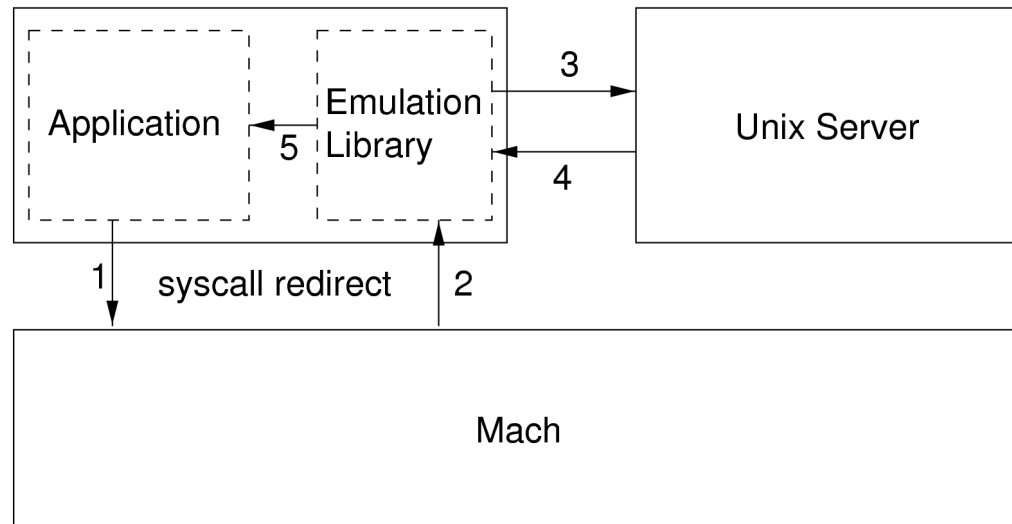 3
Emulation
Application
Unix Server
5
Library
4
1
syscall redirect
2
Mach